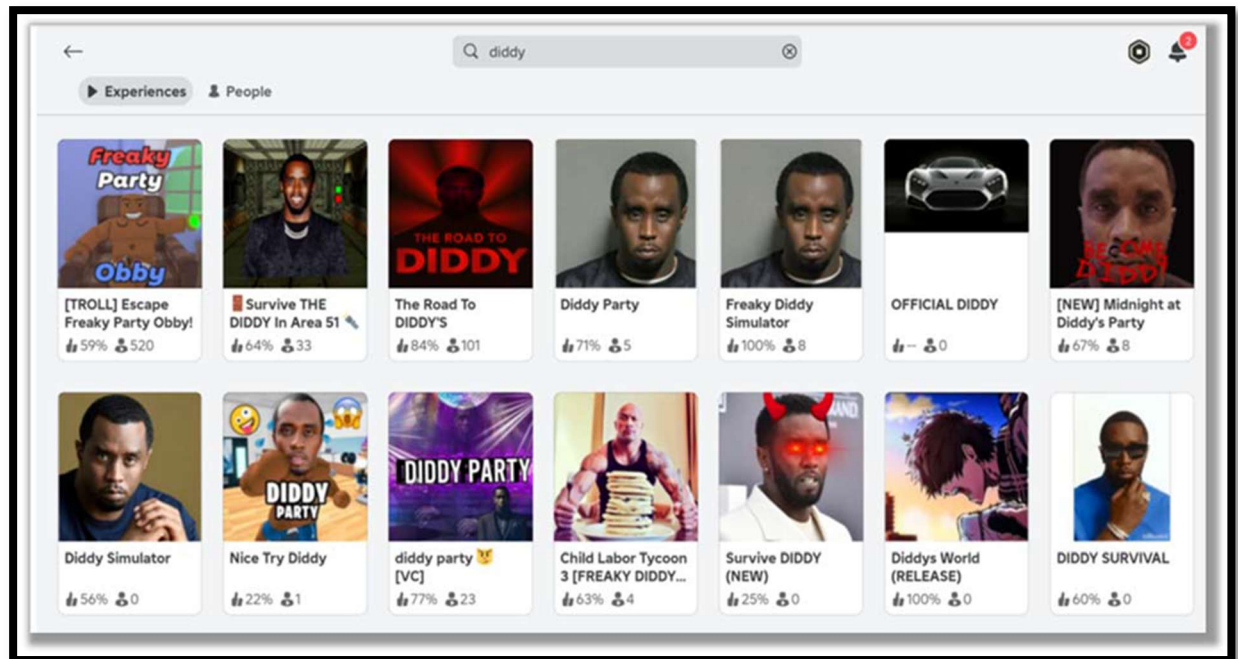 diddy
2
Experiences
People
Freaky
Party
Obby
[TROLL] Escape
Freaky Party Obby!
59% 520
Survive THE
DIDDY In Area 51
64% 33
THE ROAD TO
DIDDY
The Road To
DIDDY'S
84% 101
Diddy Party
71% 5
Freaky Diddy
Simulator
100% 8
OFFICIAL DIDDY
-- 0
BECOME
DIDDY
[NEW] Midnight at
Diddy's Party
67% 8
Diddy Simulator
56% 0
DIDDY
PARTY
Nice Try Diddy
22% 1
DIDDY PARTY
diddy party
[VC]
77% 23
Child Labor Tycoon
3 [FREAKY DIDDY...
63% 4
Survive DIDDY
(NEW)
25% 0
Diddys World
(RELEASE)
100% 0
DIDDY SURVIVAL
60% 0